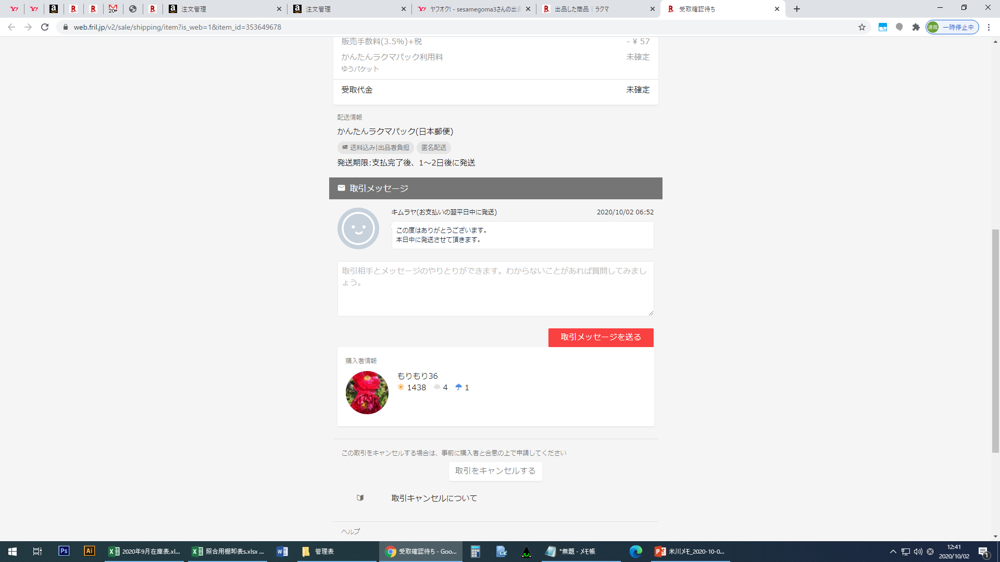 20+
注文管理
注文管理
ヤフオク! - sesamegoma3さんの出品
出品した商品 | ラクマ
受取確認待ち
web.fril.jp/v2/sale/shipping/item?is_web=1&item_id=353649678
達哉
一時停止中
販売手数料(3.5%)+税
- ¥ 57
かんたんラクマパック利用料
未確定
ゆうパケット
受取代金
未確定
配送情報
かんたんラクマパック(日本郵便)
送料込み|出品者負担
匿名配送
発送期限:支払完了後、1～2日後に発送
取引メッセージ
キムラヤ(お支払いの翌平日中に発送)
2020/10/02 06:52
この度はありがとうございます。
本日中に発送させて頂きます。
取引相手とメッセージのやりとりができます。わからないことがあれば質問してみまし
ょう。
取引メッセージを送る
購入者情報
もりもり36
1438
4
1
この取引をキャンセルする場合は、事前に購入者と合意の上で申請してください
取引をキャンセルする
取引キャンセルについて
ヘルプ
Ps
Ai
2020年9月在庫表.xl...
照合用棚卸表s.xlsx ...
管理表
受取確認待ち - Goo...
*無題 - メモ帳
米川メモ_2020-10-0...
12:41
2020/10/02
1